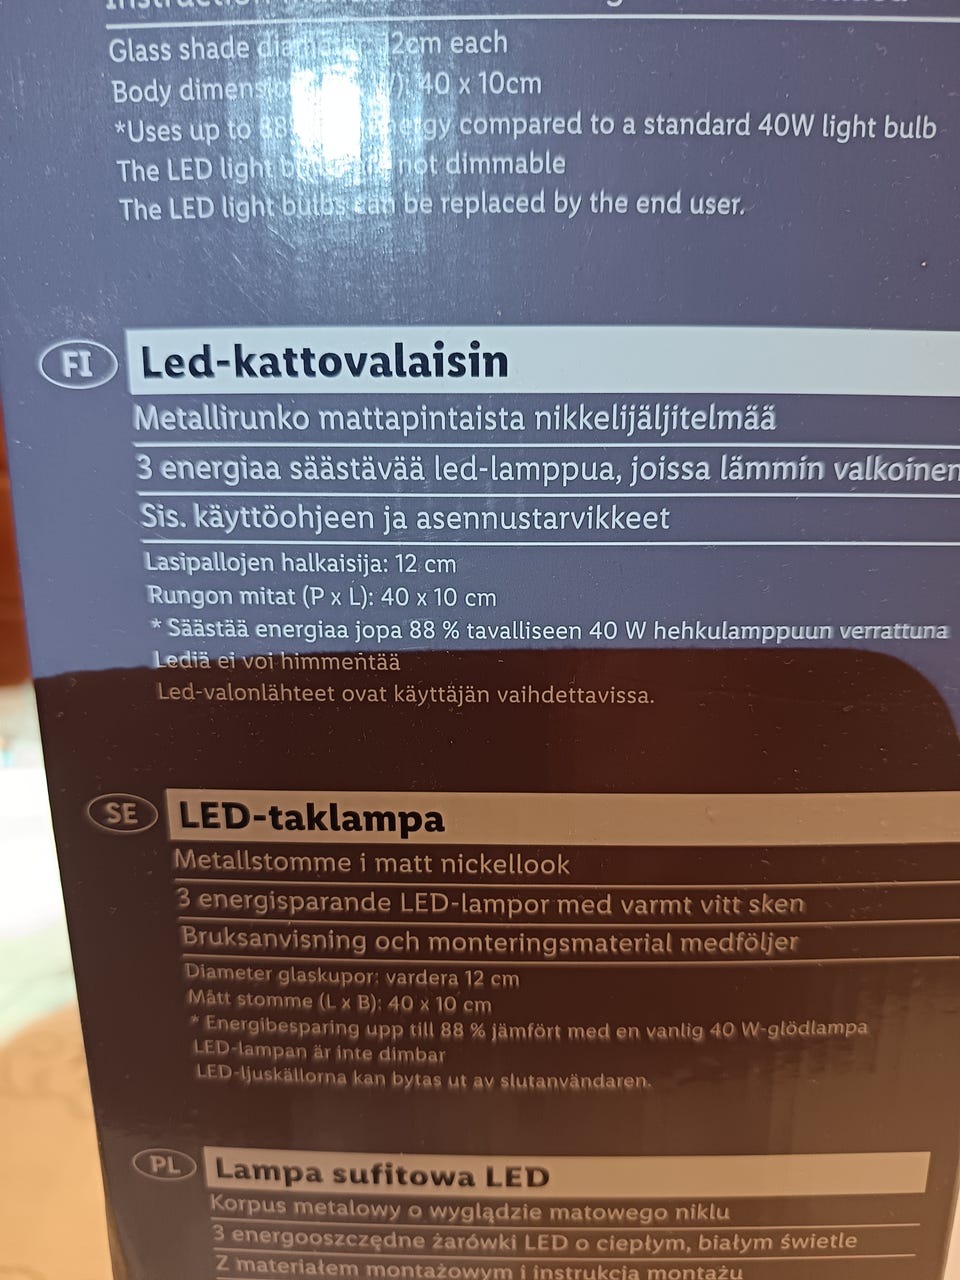 Glass shade 2cm each
Body 40 x 10cm
*Uses up to compared to a standard 40W light bulb
The LED light not dimmable
The LED light bulbs can be replaced by the end user.
FI Led-kattovalaisin
Metallirunko mattapintaista nikkelijäljitelmää
3 energiaa säästävää led-lamppua, joissa lämmin valkoinen
Sis. käyttöohjeen ja asennustarvikkeet
Lasipallojen halkaisija: 12 cm
Rungon mitat (P x L): 40 x 10 cm
* Säästää energiaa jopa 88 % tavalliseen 40 W hehkulamppuun verrattuna
Lediä ei voi himmentää
Led-valonlähteet ovat käyttäjän vaihdettavissa.
SE LED-taklampa
Metallstomme i matt nickellook
3 energisparande LED-lampor med varmt vitt sken
Bruksanvisning och monteringsmaterial medföljer
Diameter glaskupor: vardera 12 cm
Mått stomme (L x B): 40 x 10 cm
* Energibesparing upp till 88 % jämfört med en vanlig 40 W-glödlampa
LED-lampan är inte dimbar
LED-ljuskällorna kan bytas ut av slutanvändaren.
PL Lampa sufitowa LED
Korpus metalowy o wyglądzie matowego niklu
3 energooszczędne żarówki LED o ciepłym, białym świetle
Z materiałem montażowym i instrukcją montażu